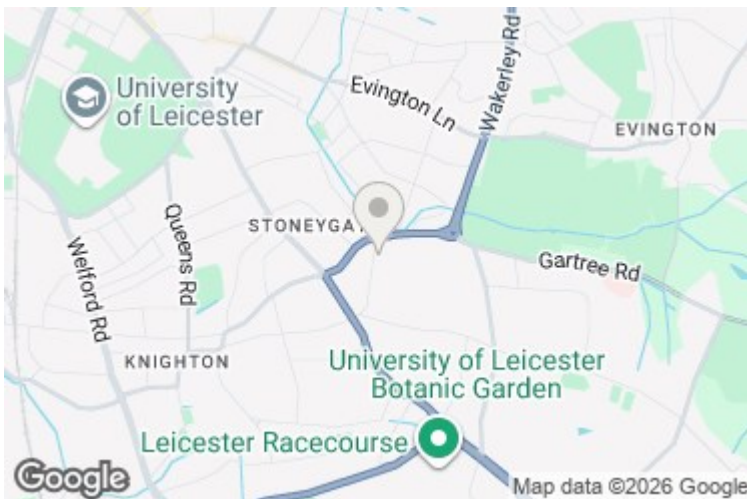 University
of Leicester
Evington Ln
Wakerley Rd
EVINGTON
STONEYGA
Queens Rd
Welford Rd
Gartree Rd
KNIGHTON
University of Leicester
Botanic Garden
Leicester Racecourse
Google
Map data ©2026 Google